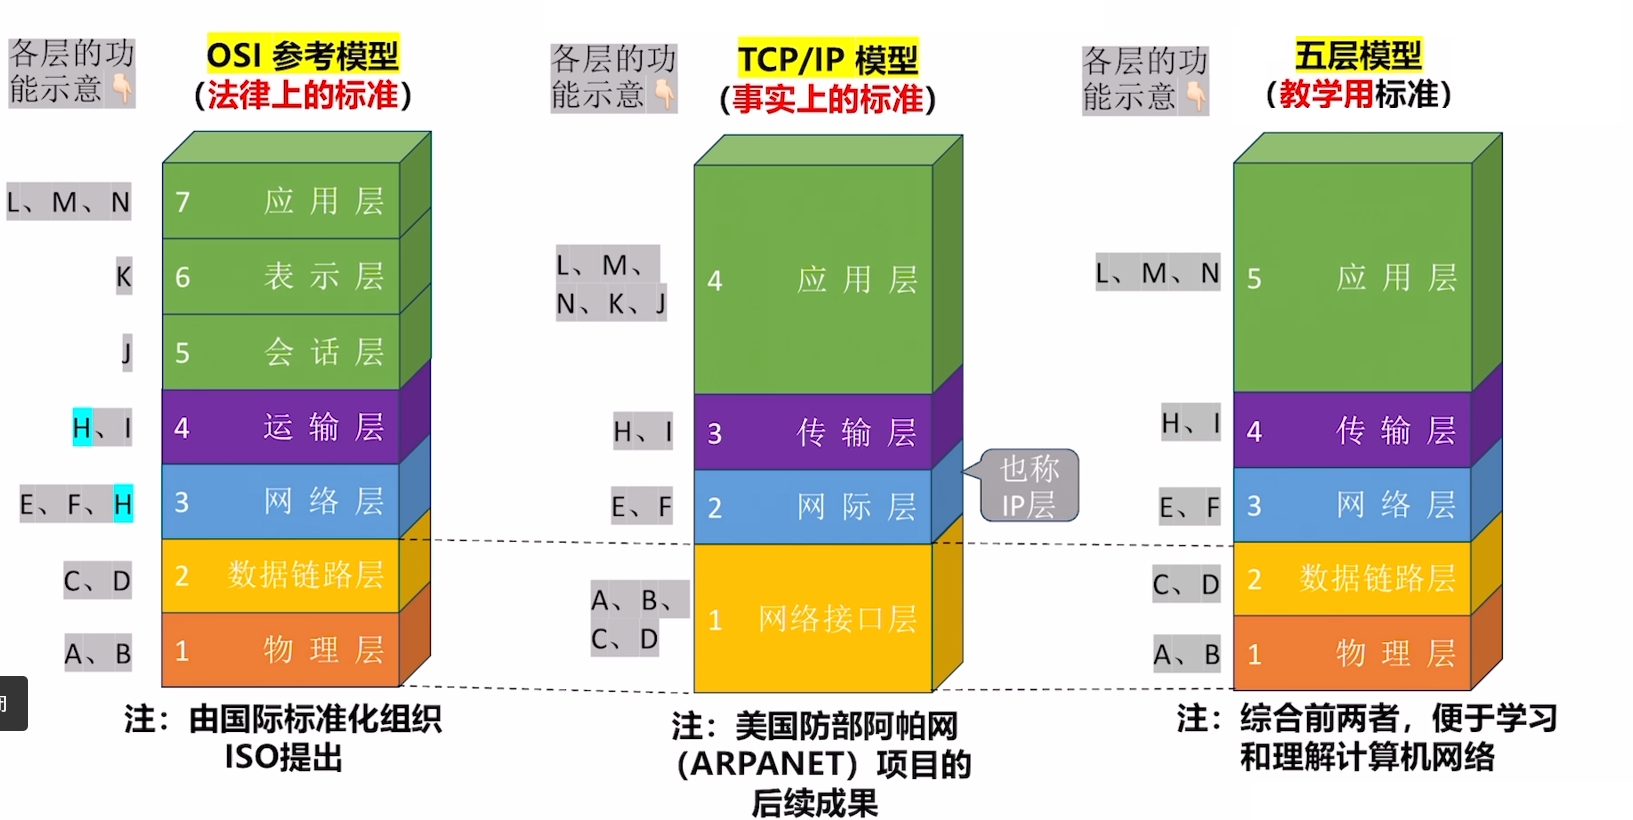 各层的功
能示意👇🏻
OSI 参考模型
（法律上的标准）
L、M、N
K
J
H、I
E、F、H
C、D
A、B
7 应用层
6 表示层
5 会话层
4 运输层
3 网络层
2 数据链路层
1 物理层
注：由国际标准化组织
ISO提出
各层的功
能示意👇🏻
TCP/IP 模型
（事实上的标准）
L、M、
N、K、J
H、I
E、F
A、B、
C、D
4 应用层
3 传输层
2 网际层
1 网络接口层
也称
IP层
注：美国防部阿帕网
（ARPANET）项目的
后续成果
各层的功
能示意👇🏻
五层模型
（教学用标准）
L、M、N
H、I
E、F
C、D
A、B
5 应用层
4 传输层
3 网络层
2 数据链路层
1 物理层
注：综合前两者，便于学习
和理解计算机网络